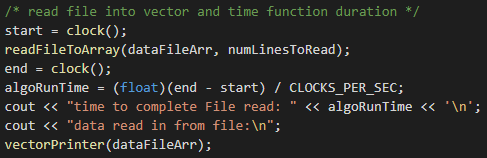 /* read file into vector and time function duration */
start = clock();
readFileToArray(dataFileArr, numLinesToRead);
end = clock();
algoRunTime = (float)(end - start) / CLOCKS_PER_SEC;
cout << "time to complete File read: " << algoRunTime << '\n';
cout << "data read in from file:\n";
vectorPrinter(dataFileArr);